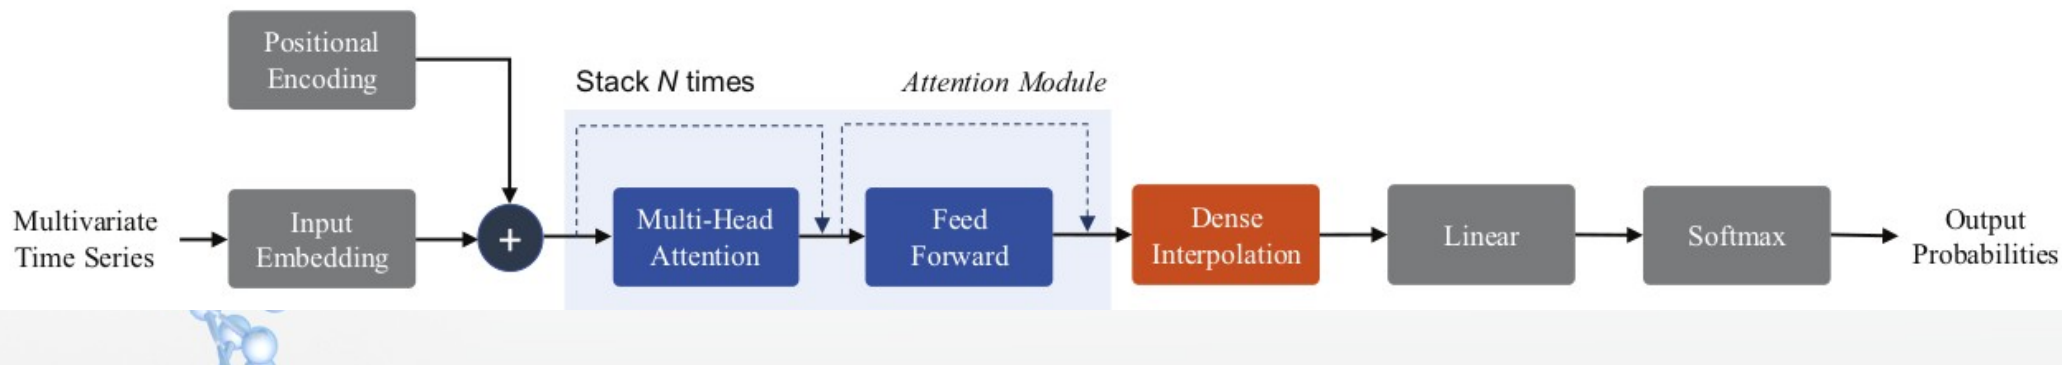 Positional
Encoding
Stack N times
Attention Module
Multivariate
Time Series
Input
Embedding
+
Multi-Head
Attention
Feed
Forward
Dense
Interpolation
Linear
Softmax
Output
Probabilities